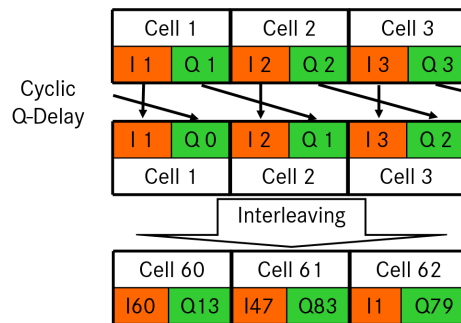 Cell 1 Cell 2 Cell 3
I 1 Q 1 I 2 Q 2 I 3 Q 3
Cyclic
Q-Delay
I 1 Q 0 I 2 Q 1 I 3 Q 2
Cell 1 Cell 2 Cell 3
Interleaving
Cell 60 Cell 61 Cell 62
I60 Q13 I47 Q83 I1 Q79